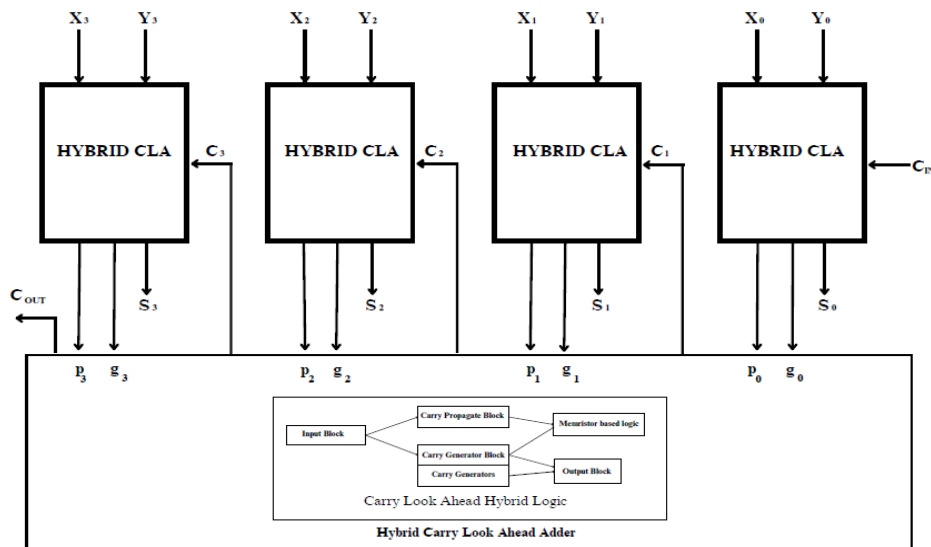 X3 Y3 X2 Y2 X1 Y1 X0 Y0
HYBRID CLA C3 HYBRID CLA C2 HYBRID CLA C1 HYBRID CLA CIN
COUT S3 S2 S1 S0
p3 g3 p2 g2 p1 g1 p0 g0
Carry Propagate Block
Memristor based logic
Input Block
Carry Generator Block
Carry Generators
Output Block
Carry Look Ahead Hybrid Logic
Hybrid Carry Look Ahead Adder